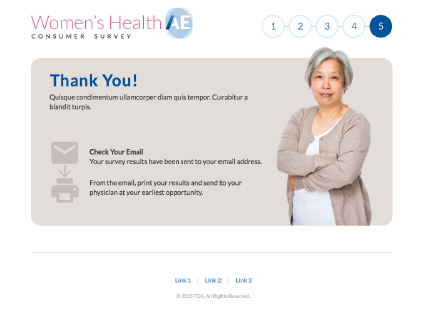 Women's Health AE
CONSUMER SURVEY
1 2 3 4 5
Thank You!
Quisque condimentum ullamcorper diam quis tempor. Curabitur a
blandit turpis.
Check Your Email
Your survey results have been sent to your email address.
From the email, print your results and send to your
physician at your earliest opportunity.
Link 1 | Link 2 | Link 3
© 2015 FDA. All Rights Reserved.